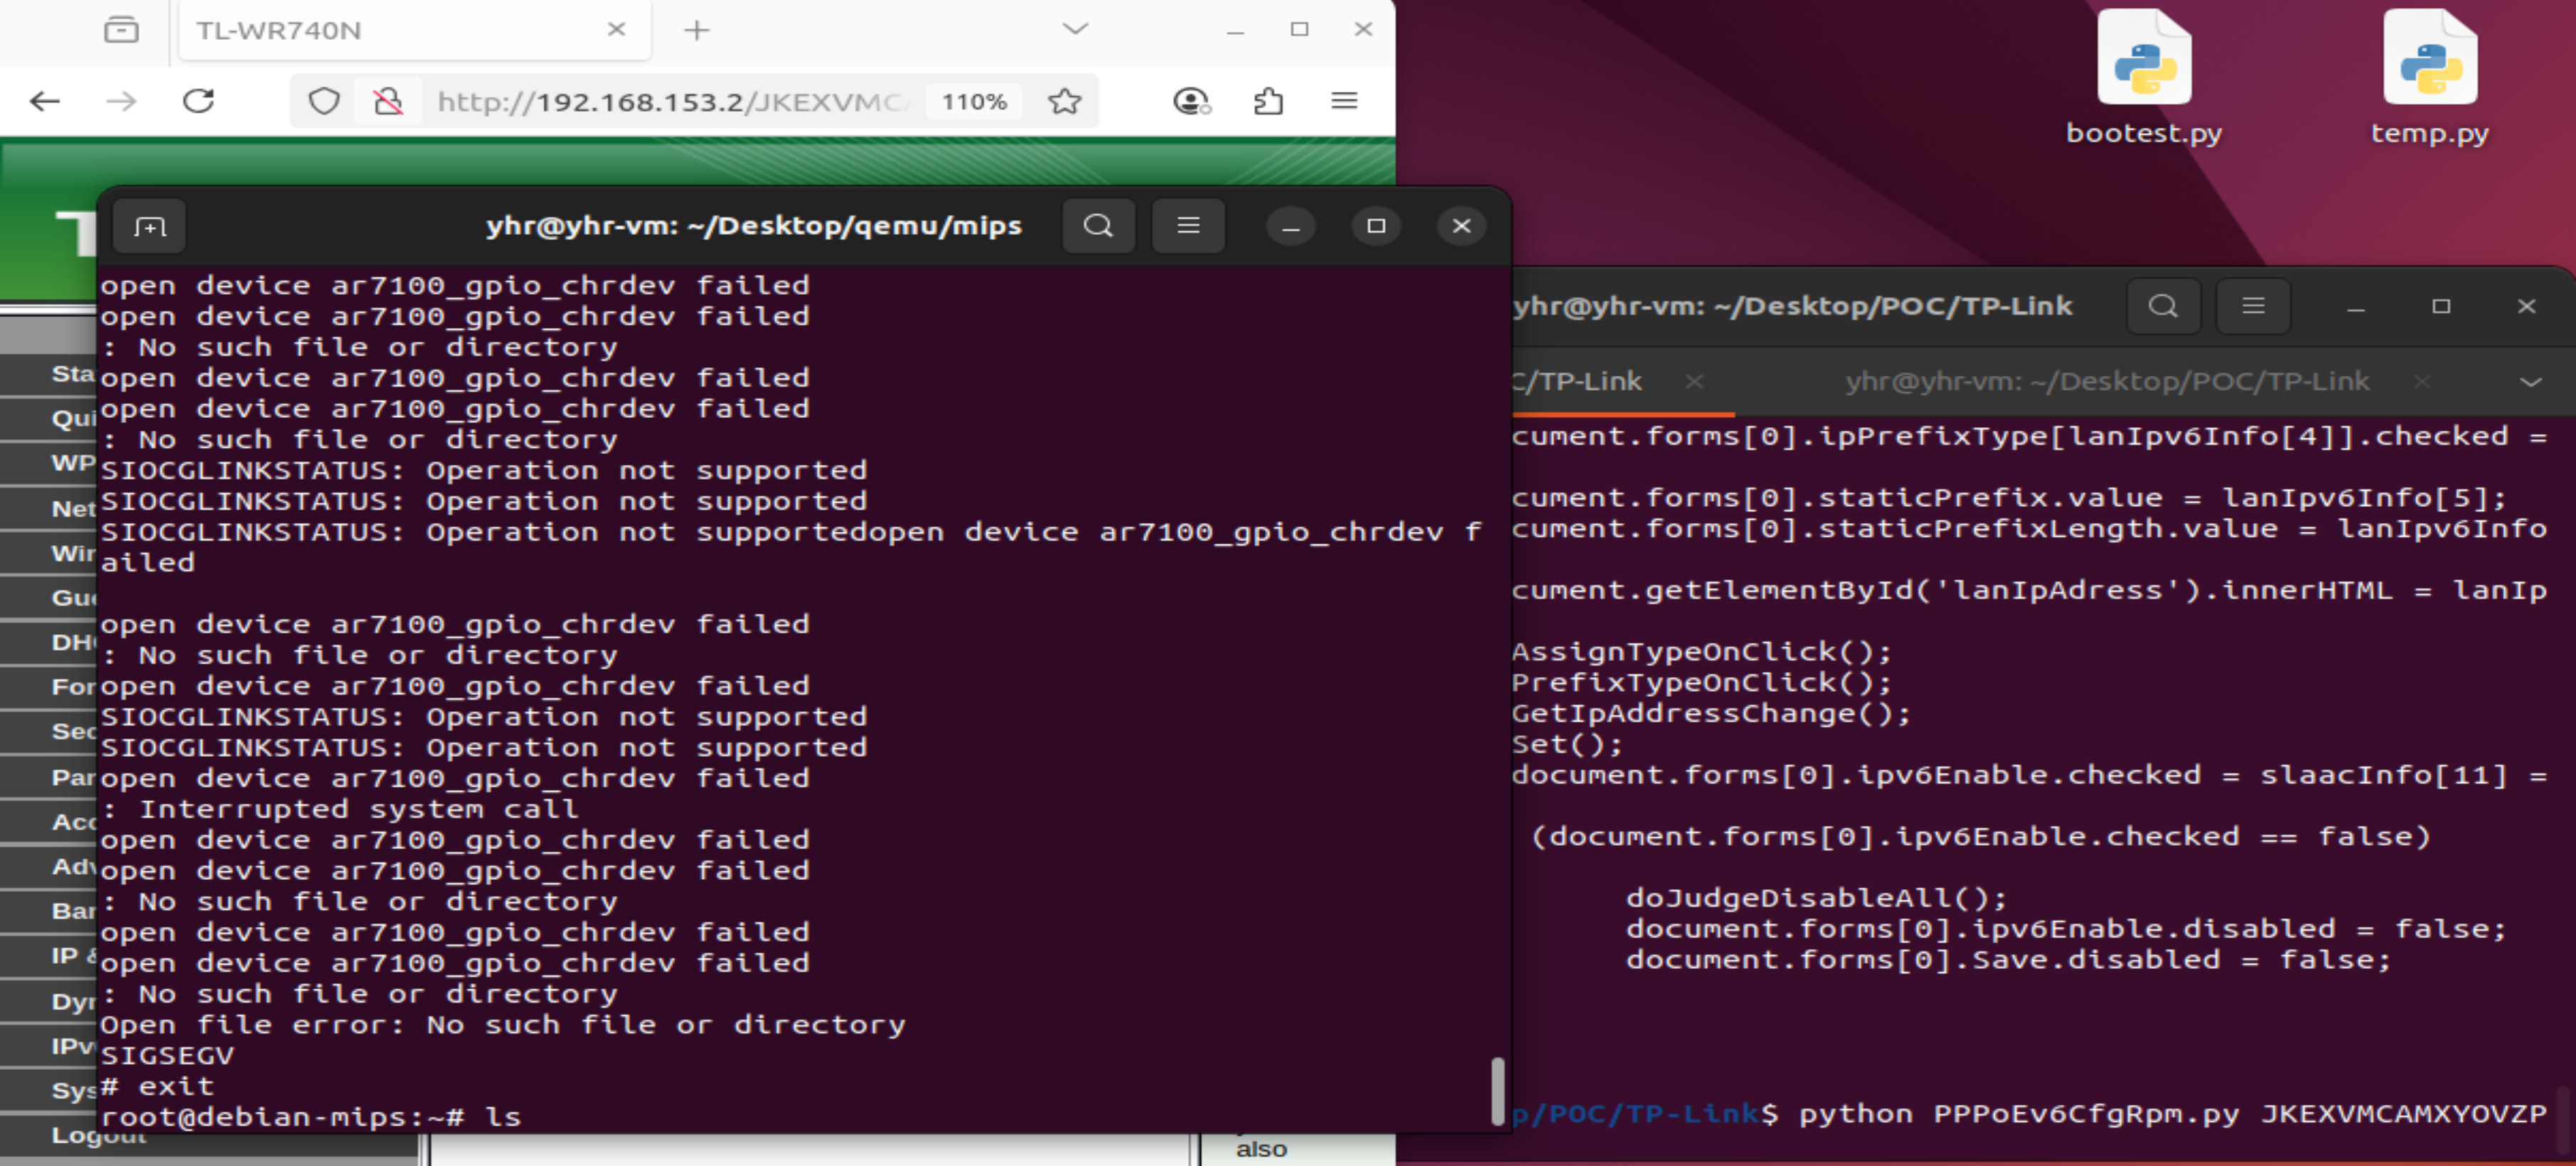 TL-WR740N
http://192.168.153.2/JKEXVMC
110%
bootest.py
temp.py
T
yhr@yhr-vm: ~/Desktop/qemu/mips
open device ar7100_gpio_chrdev failed
open device ar7100_gpio_chrdev failed
: No such file or directory
open device ar7100_gpio_chrdev failed
open device ar7100_gpio_chrdev failed
: No such file or directory
SIOCGLINKSTATUS: Operation not supported
SIOCGLINKSTATUS: Operation not supported
SIOCGLINKSTATUS: Operation not supportedopen device ar7100_gpio_chrdev f
ailed
open device ar7100_gpio_chrdev failed
: No such file or directory
open device ar7100_gpio_chrdev failed
SIOCGLINKSTATUS: Operation not supported
SIOCGLINKSTATUS: Operation not supported
open device ar7100_gpio_chrdev failed
: Interrupted system call
open device ar7100_gpio_chrdev failed
open device ar7100_gpio_chrdev failed
: No such file or directory
open device ar7100_gpio_chrdev failed
open device ar7100_gpio_chrdev failed
: No such file or directory
Open file error: No such file or directory
SIGSEGV
# exit
root@debian-mips:~# ls
Sta
Qui
WP
Net
Wir
Gue
DH
For
Sec
Par
Acc
Adv
Ban
IP &
Dyn
IPv
Sys
Logout
also
yhr@yhr-vm: ~/Desktop/POC/TP-Link
C/TP-Link
yhr@yhr-vm: ~/Desktop/POC/TP-Link
cument.forms[0].ipPrefixType[lanIpv6Info[4]].checked =
cument.forms[0].staticPrefix.value = lanIpv6Info[5];
cument.forms[0].staticPrefixLength.value = lanIpv6Info
cument.getElementById('lanIpAdress').innerHTML = lanIp
AssignTypeOnClick();
PrefixTypeOnClick();
GetIpAddressChange();
Set();
document.forms[0].ipv6Enable.checked = slaacInfo[11] =
(document.forms[0].ipv6Enable.checked == false)
doJudgeDisableAll();
document.forms[0].ipv6Enable.disabled = false;
document.forms[0].Save.disabled = false;
p/POC/TP-Link$ python PPPoEv6CfgRpm.py JKEXVMCAMXYOVZP